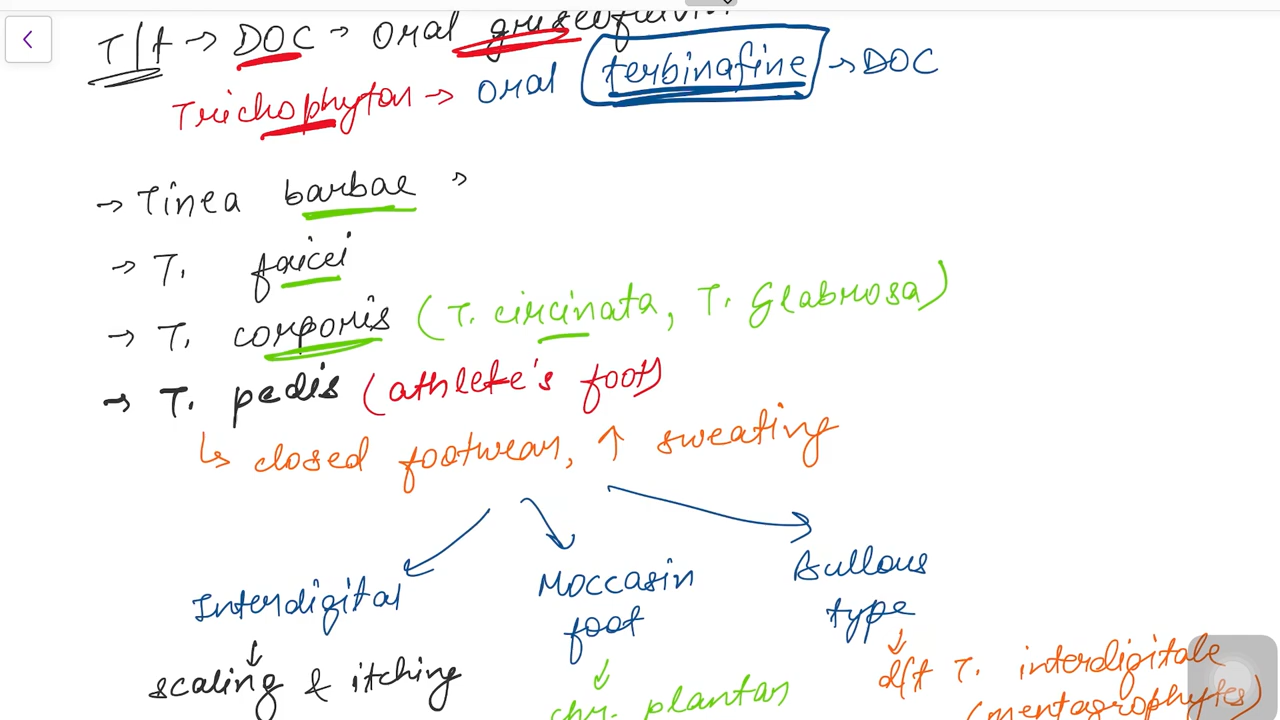 T/t → DOC → oral griseofulvin
Trichophyton → oral terbinafine → DOC
→ Tinea barbae →
→ T. faicei
→ T. corporis (T. circinata, T. Glabrosa)
→ T. pedis (athlete's foot)
↳ closed footwear, ↑ sweating
Interdigital
↓
scaling & itching
Moccasin
foot
↓
chr. plantar
Bullous
type
↓
d/t T. interdigitale
(mentagrophytes)